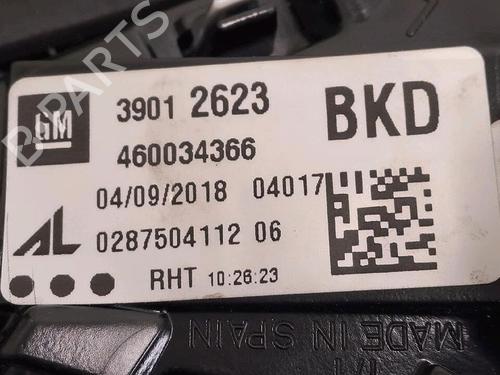 GM
3901 2623
BKD
460034366
04/09/2018 04017
AL
0287504112 06
RHT 10:26:23
MADE IN SPAIN
B-PARTS